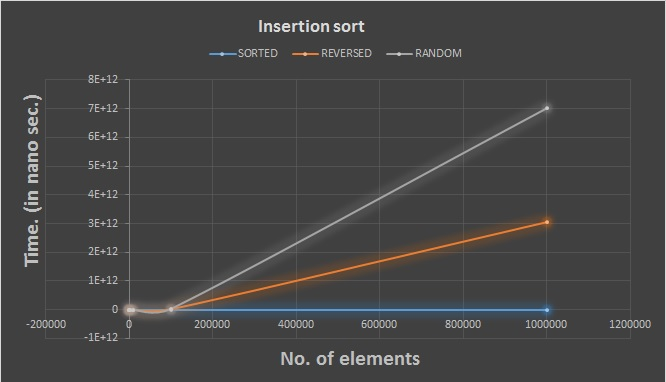 Insertion sort
SORTED REVERSED RANDOM
8E+12
7E+12
6E+12
5E+12
4E+12
3E+12
2E+12
1E+12
0
-1E+12
-200000 0 200000 400000 600000 800000 1000000 1200000
Time. (in nano sec.)
No. of elements